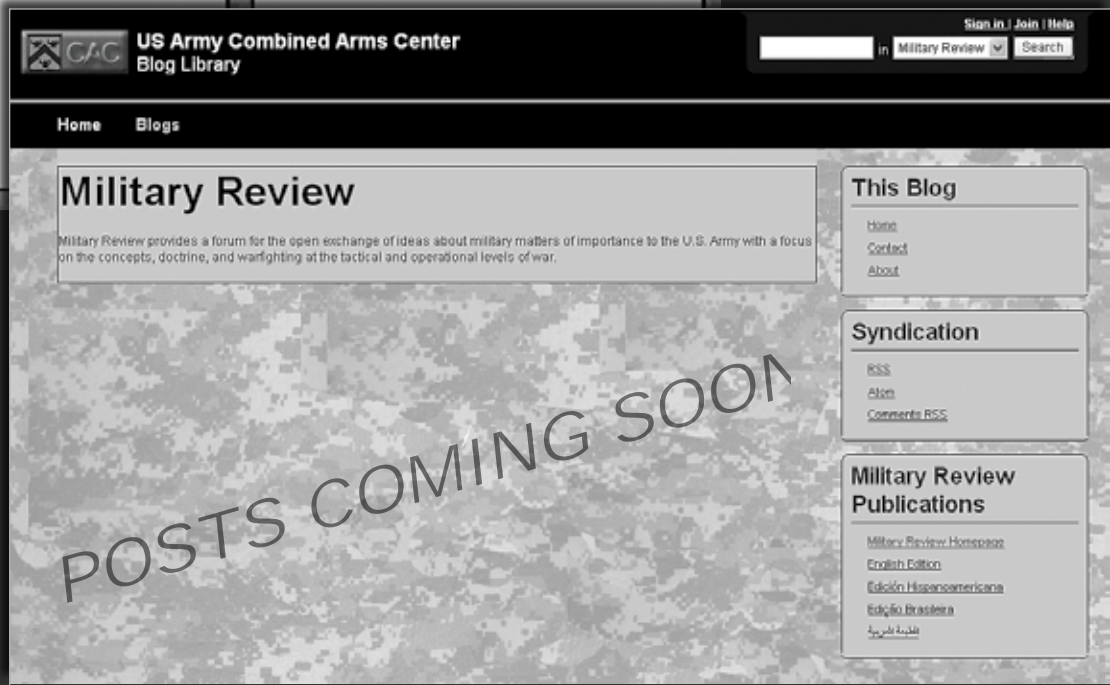 CAC
US Army Combined Arms Center
Blog Library
Sign in | Join | Help
in Military Review Search
Home Blogs
Military Review
Military Review provides a forum for the open exchange of ideas about military matters of importance to the U.S. Army with a focus
on the concepts, doctrine, and warfighting at the tactical and operational levels of war.
POSTS COMING SOON
This Blog
Home
Contact
About
Syndication
RSS
Atom
Comments RSS
Military Review
Publications
Military Review Homepage
English Edition
Edición Hispanoamericana
Edição Brasileira